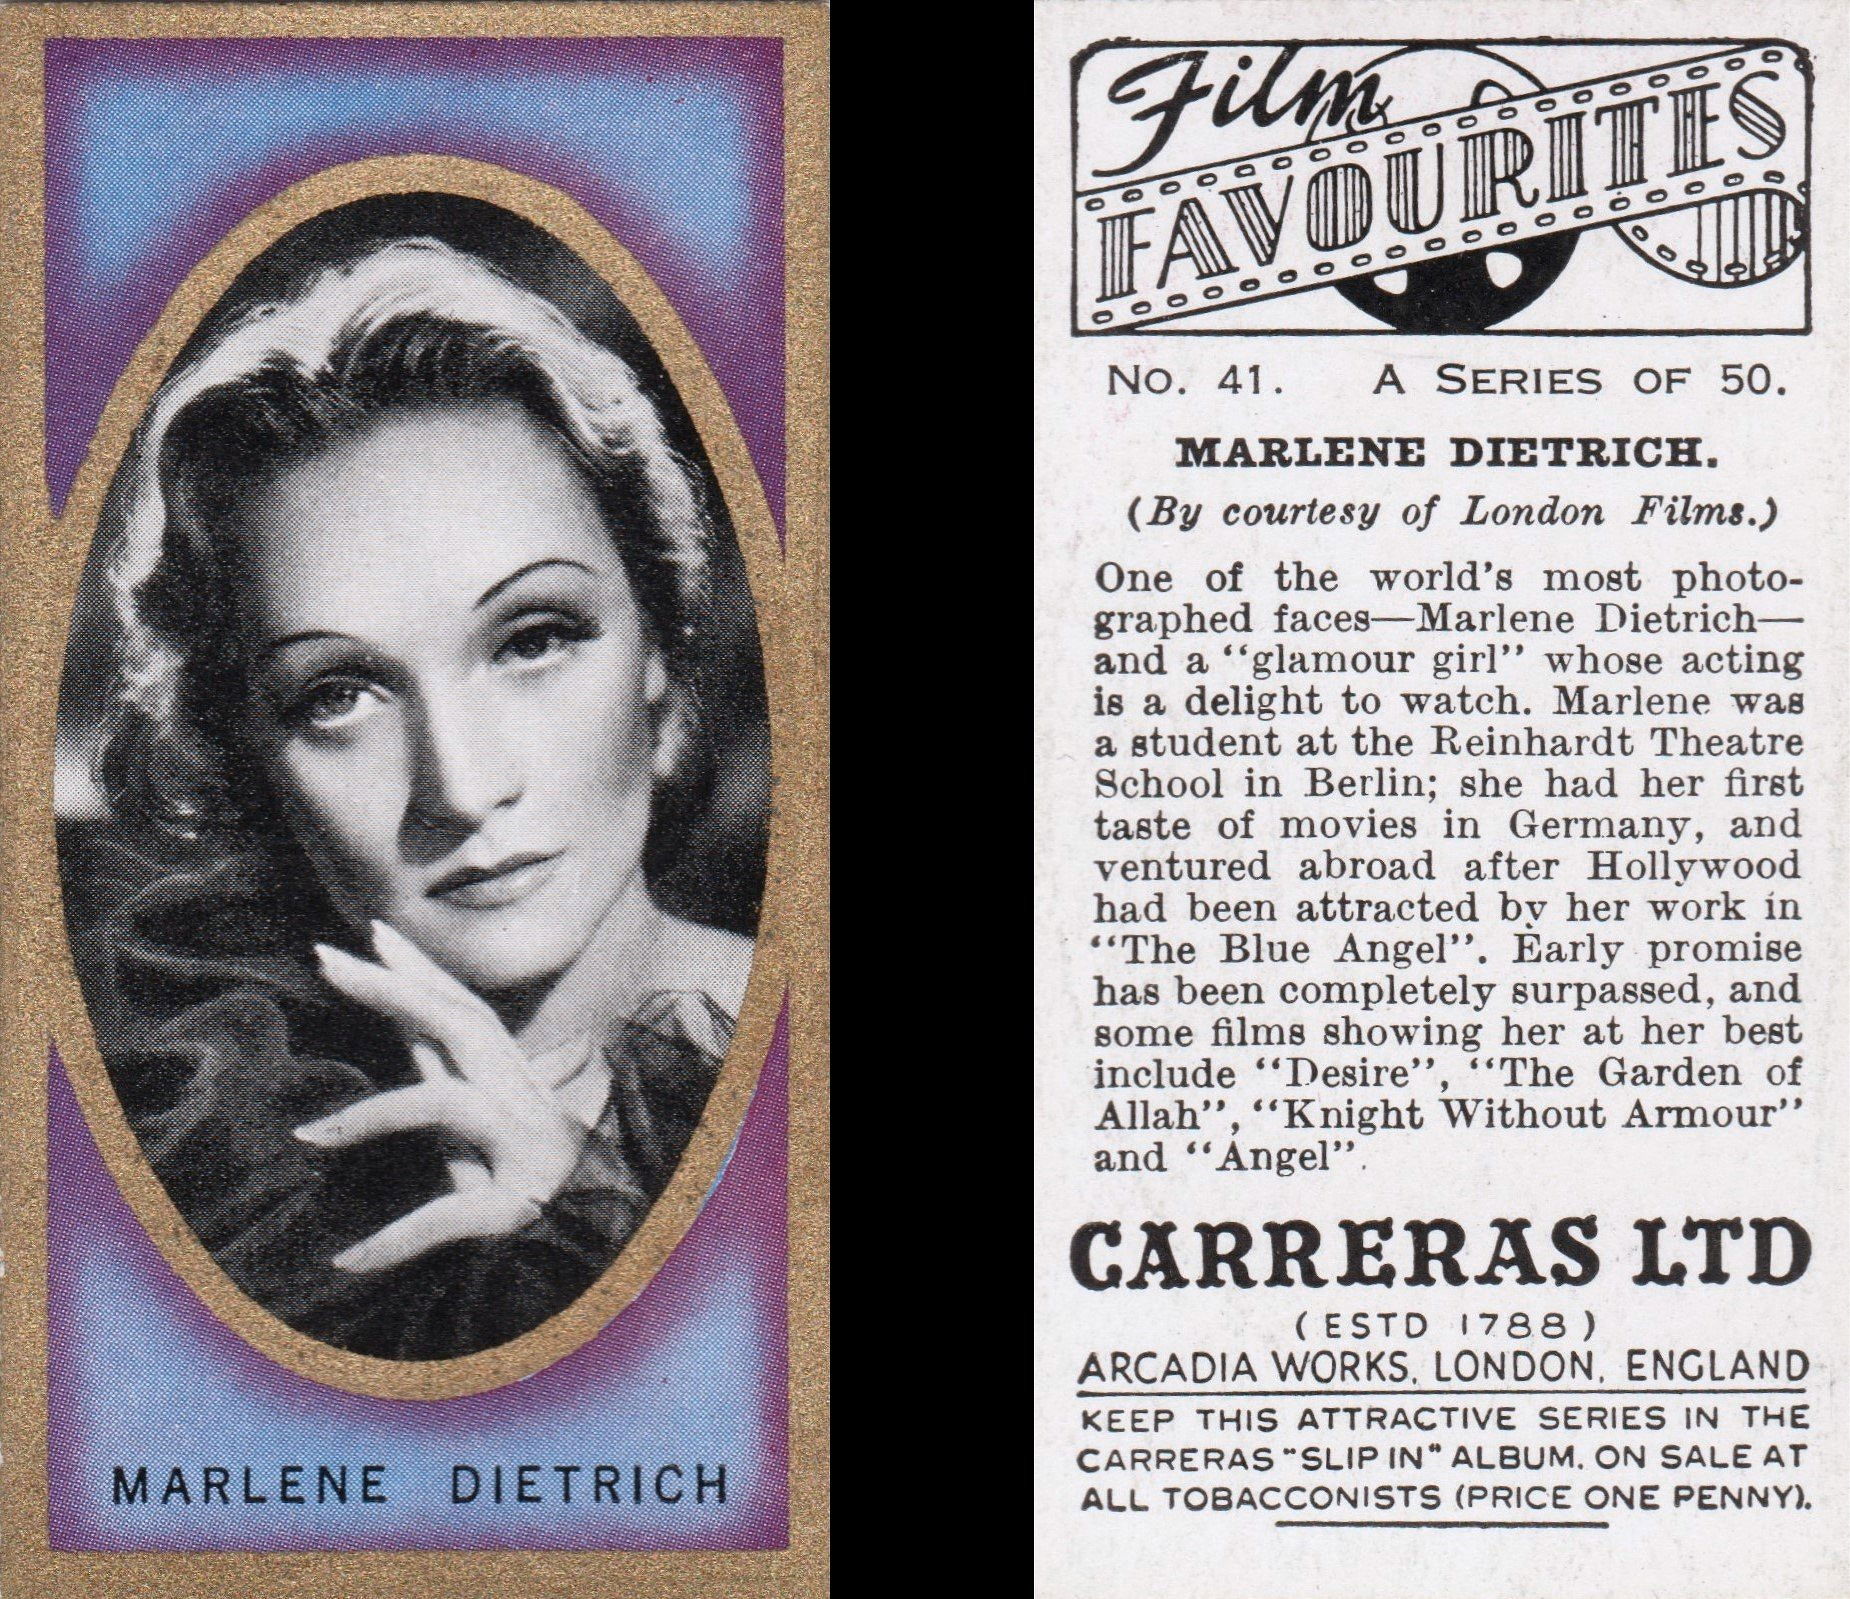 MARLENE DIETRICH
Film
FAVOURITES
No. 41. A SERIES OF 50.
MARLENE DIETRICH.
(By courtesy of London Films.)
One of the world's most photo-
graphed faces—Marlene Dietrich—
and a "glamour girl" whose acting
is a delight to watch. Marlene was
a student at the Reinhardt Theatre
School in Berlin; she had her first
taste of movies in Germany, and
ventured abroad after Hollywood
had been attracted by her work in
"The Blue Angel". Early promise
has been completely surpassed, and
some films showing her at her best
include "Desire", "The Garden of
Allah", "Knight Without Armour"
and "Angel".
CARRERAS LTD
(ESTD 1788)
ARCADIA WORKS, LONDON, ENGLAND
KEEP THIS ATTRACTIVE SERIES IN THE
CARRERAS "SLIP IN" ALBUM. ON SALE AT
ALL TOBACCONISTS (PRICE ONE PENNY).